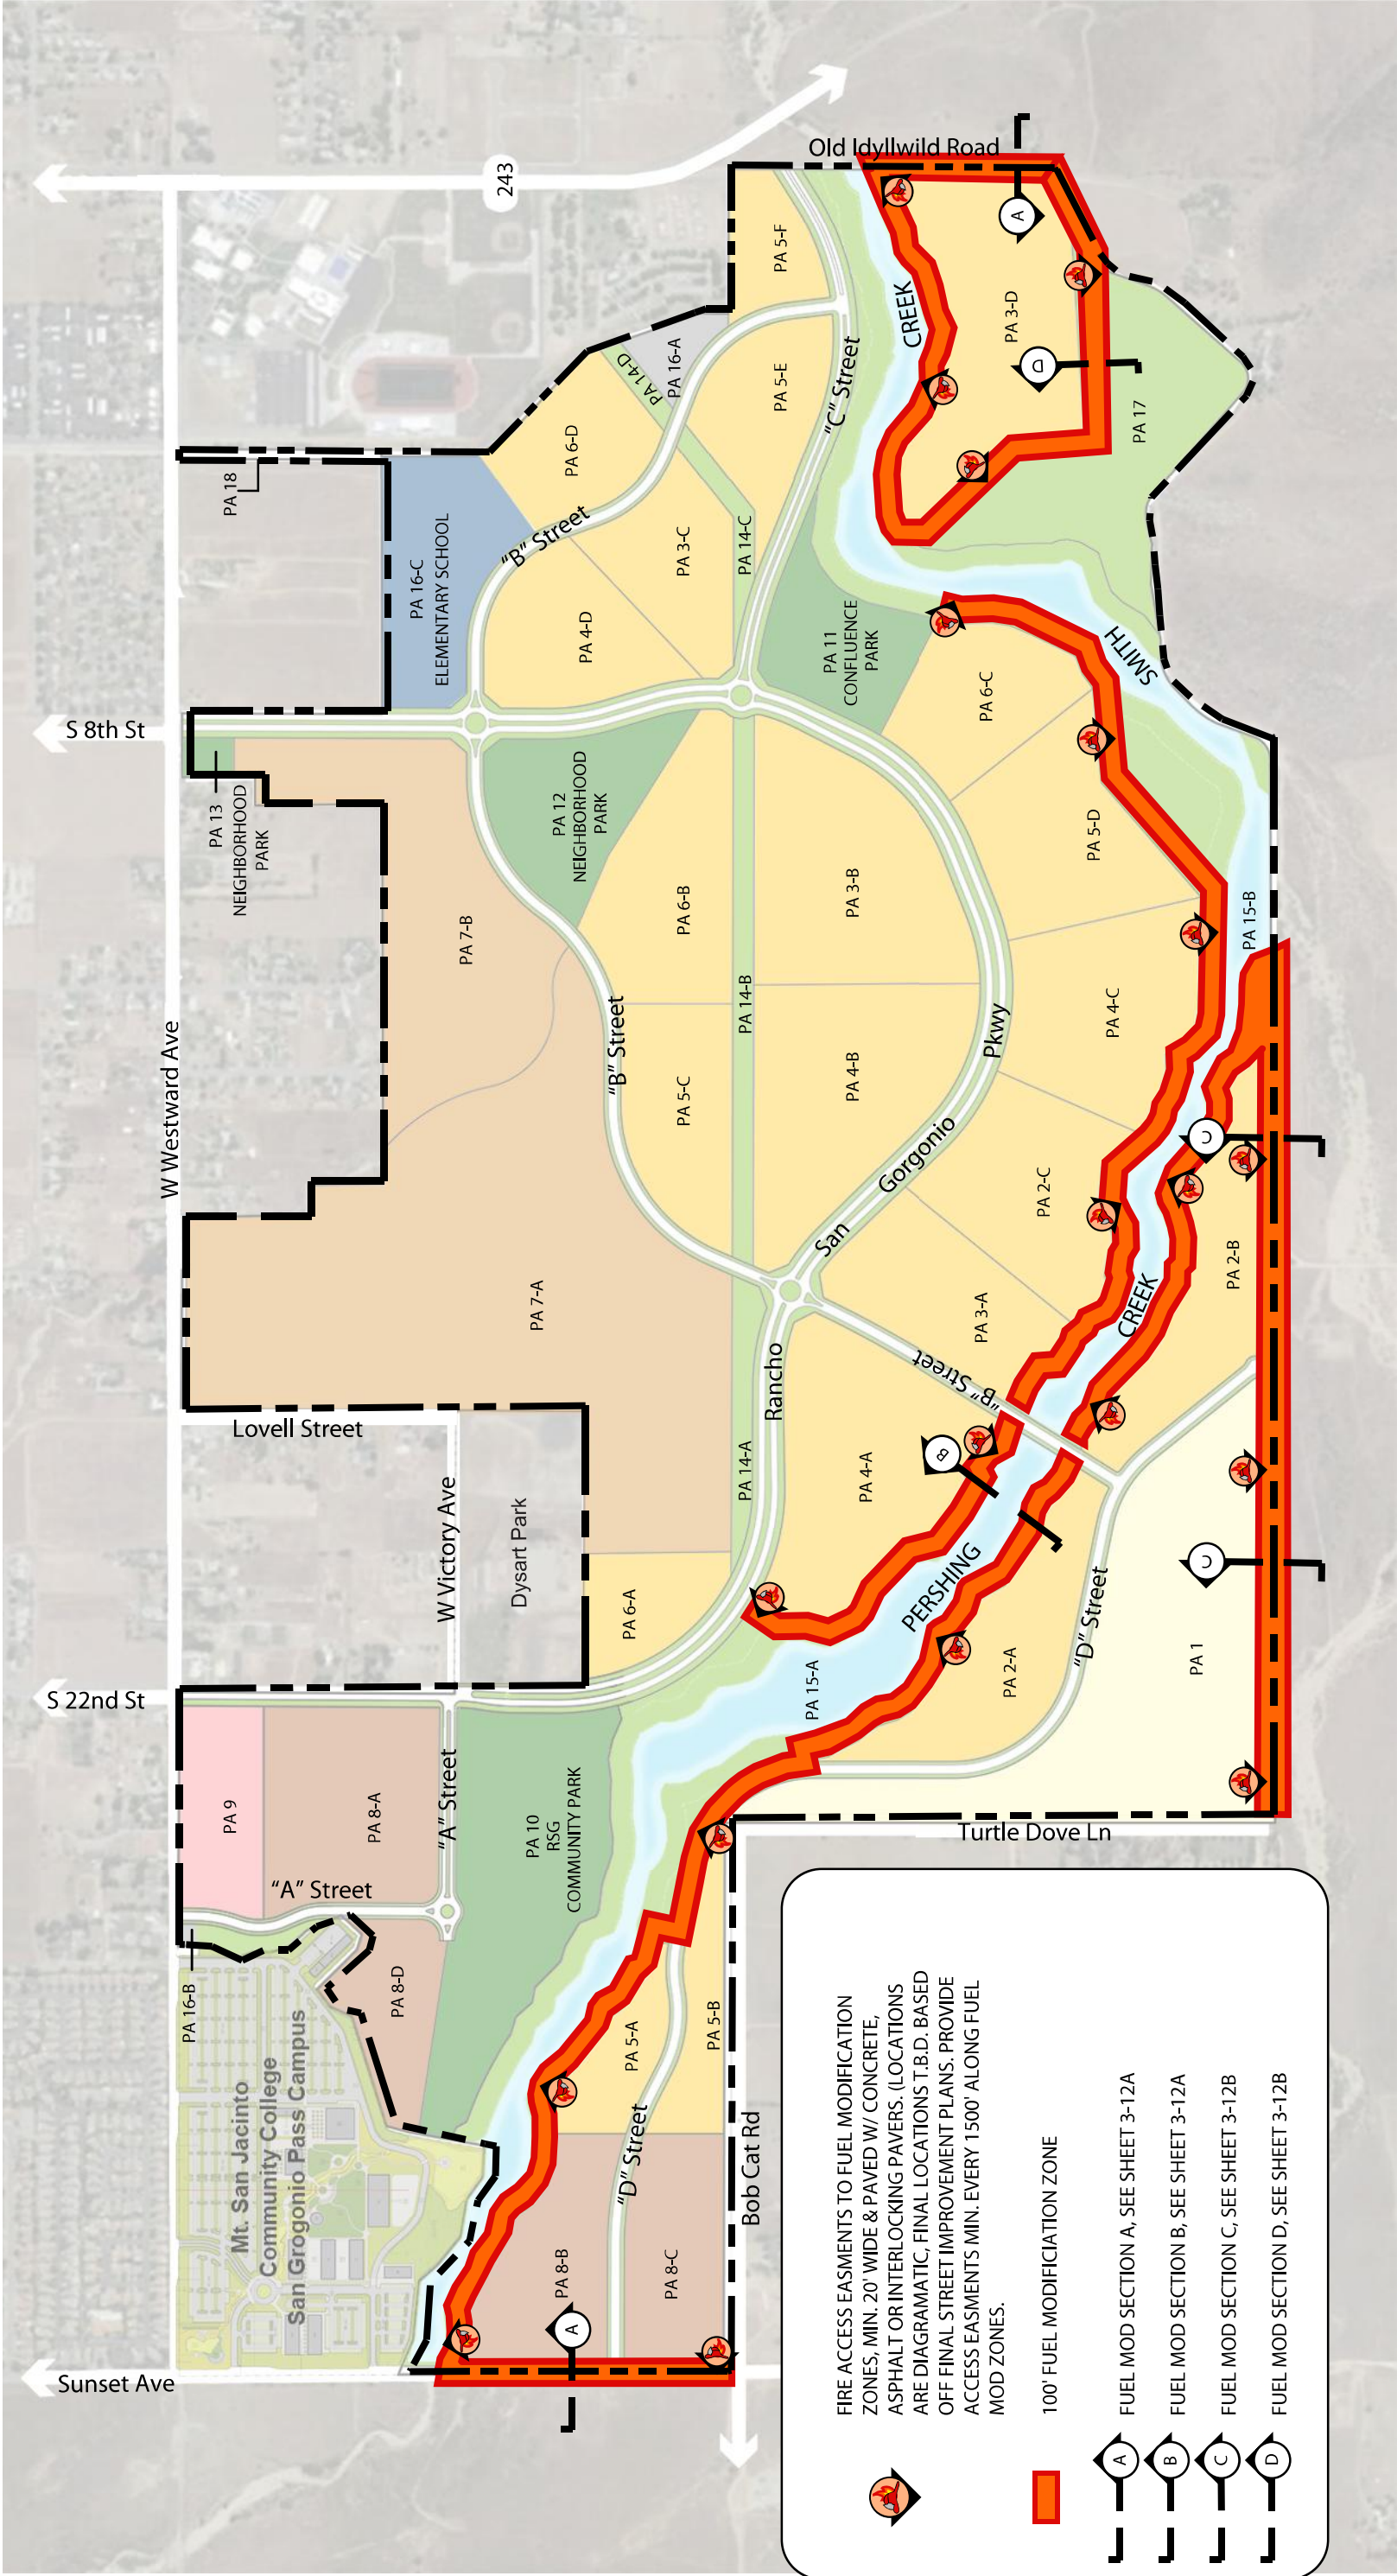 Old Idyllwild Road
243
PA 5-F
A
PA 3-D
D
CREEK
PA 14-D
PA 16-A
PA 5-E
"C" Street
PA 17
PA 6-D
PA 18
PA 16-C
ELEMENTARY SCHOOL
"B" Street
PA 3-C
PA 14-C
PA 4-D
PA 11
CONFLUENCE
PARK
SMITH
PA 6-C
S 8th St
PA 13
NEIGHBORHOOD
PARK
PA 12
NEIGHBORHOOD
PARK
PA 5-D
PA 7-B
PA 6-B
PA 3-B
PA 15-B
PA 14-B
PA 4-C
W Westward Ave
"B" Street
Pkwy
PA 5-C
PA 4-B
Gorgonio
C
PA 2-C
San
PA 2-B
PA 7-A
PA 3-A
CREEK
Rancho
"B" Street
Lovell Street
B
PA 14-A
PA 4-A
W Victory Ave
Dysart Park
C
PERSHING
PA 6-A
"D" Street
PA 1
PA 2-A
S 22nd St
PA 15-A
PA 9
PA 8-A
"A" Street
PA 10
RSG
COMMUNITY PARK
Turtle Dove Ln
"A" Street
PA 16-B
PA 8-D
PA 5-A
PA 5-B
Mt. San Jacinto
Community College
San Grogonio Pass Campus
"D" Street
Bob Cat Rd
PA 8-B
PA 8-C
A
Sunset Ave
FIRE ACCESS EASMENTS TO FUEL MODIFICATION
ZONES, MIN. 20' WIDE & PAVED W/ CONCRETE,
ASPHALT OR INTERLOCKING PAVERS. (LOCATIONS
ARE DIAGRAMATIC, FINAL LOCATIONS T.B.D. BASED
OFF FINAL STREET IMPROVEMENT PLANS. PROVIDE
ACCESS EASMENTS MIN. EVERY 1500' ALONG FUEL
MOD ZONES.
100' FUEL MODIFICIATION ZONE
A FUEL MOD SECTION A, SEE SHEET 3-12A
B FUEL MOD SECTION B, SEE SHEET 3-12A
C FUEL MOD SECTION C, SEE SHEET 3-12B
D FUEL MOD SECTION D, SEE SHEET 3-12B